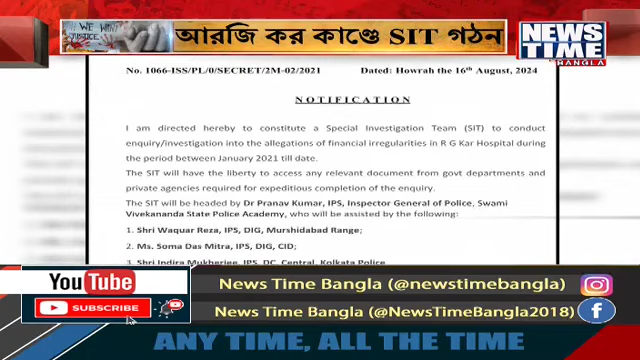 WE WANT
JUSTICE
আরজি কর কাণ্ডে SIT গঠন
NEWS
TIME
BANGLA
No. 1066-ISS/PL/0/SECRET/2M-02/2021 Dated: Howrah the 16th August, 2024
NOTIFICATION
I am directed hereby to constitute a Special Investigation Team (SIT) to conduct
enquiry/investigation into the allegations of financial irregularities in R G Kar Hospital during
the period between January 2021 till date.
The SIT will have the liberty to access any relevant document from govt departments and
private agencies required for expeditious completion of the enquiry.
The SIT will be headed by Dr Pranav Kumar, IPS, Inspector General of Police, Swami
Vivekananda State Police Academy, who will be assisted by the following:
1. Shri Waquar Reza, IPS, DIG, Murshidabad Range;
2. Ms. Soma Das Mitra, IPS, DIG, CID;
3. Shri Indira Mukherjee, IPS, DC, Central, Kolkata Police
YouTube
SUBSCRIBE
News Time Bangla (@newstimebangla)
News Time Bangla (@NewsTimeBangla2018)
ANY TIME, ALL THE TIME